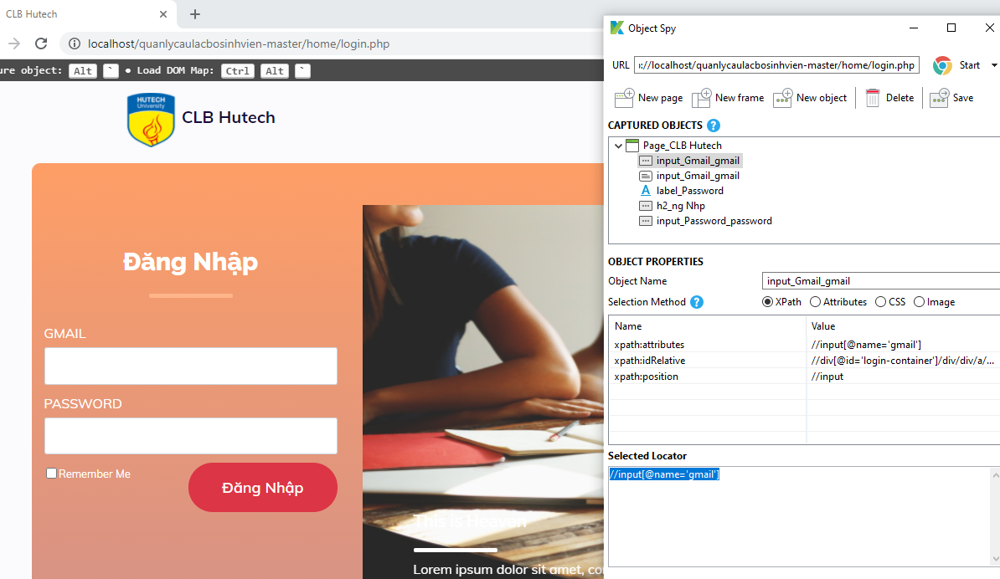 CLB Hutech
localhost/quanlycaulacbosinhvien-master/home/login.php
ure object: Alt ` ● Load DOM Map: Ctrl Alt `
HUTECH
University
CLB Hutech
Đăng Nhập
GMAIL
PASSWORD
Remember Me
Đăng Nhập
This is Heaven
Lorem ipsum dolor sit amet, co
Object Spy
URL
://localhost/quanlycaulacbosinhvien-master/home/login.php
Start
New page
New frame
New object
Delete
Save
CAPTURED OBJECTS ?
Page_CLB Hutech
input_Gmail_gmail
input_Gmail_gmail
A label_Password
h2_ng Nhp
input_Password_password
OBJECT PROPERTIES
Object Name input_Gmail_gmail
Selection Method ? XPath Attributes CSS Image
Name Value
xpath:attributes //input[@name='gmail']
xpath:idRelative //div[@id='login-container']/div/div/a/...
xpath:position //input
Selected Locator
//input[@name='gmail']